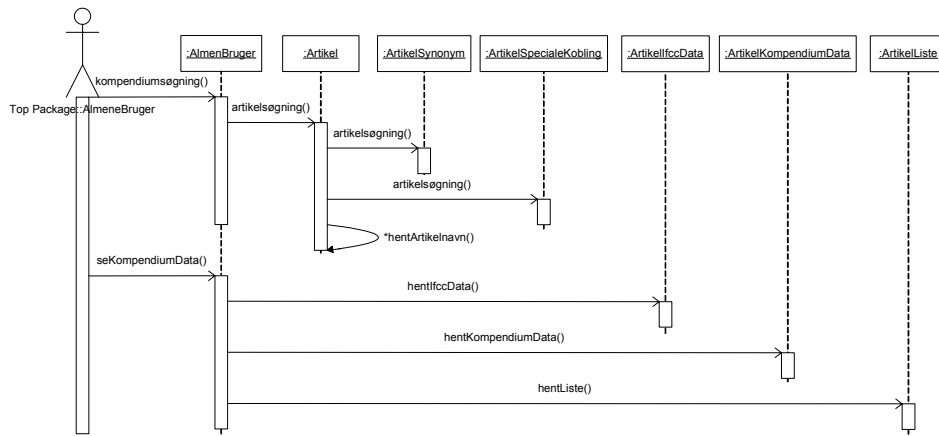 :AlmenBruger
:Artikel
:ArtikelSynonym
:ArtikelSpecialeKobling
:ArtikelIfccData
:ArtikelKompendiumData
:ArtikelListe
kompendiumsøgning()
Top Package::AlmeneBruger
artikelsøgning()
artikelsøgning()
artikelsøgning()
*hentArtikelnavn()
seKompendiumData()
hentIfccData()
hentKompendiumData()
hentListe()